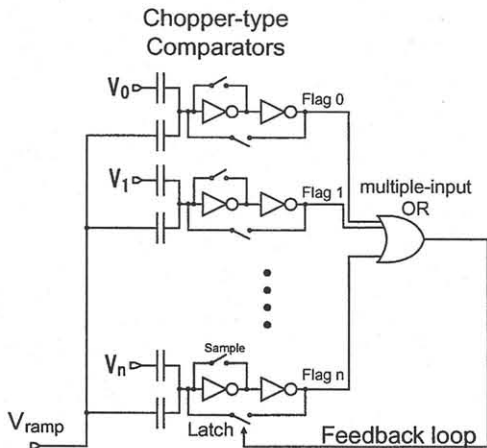 Chopper-type
Comparators
V0
Flag 0
V1
Flag 1
multiple-input
OR
Vn
Sample
Flag n
Vramp
Latch
Feedback loop